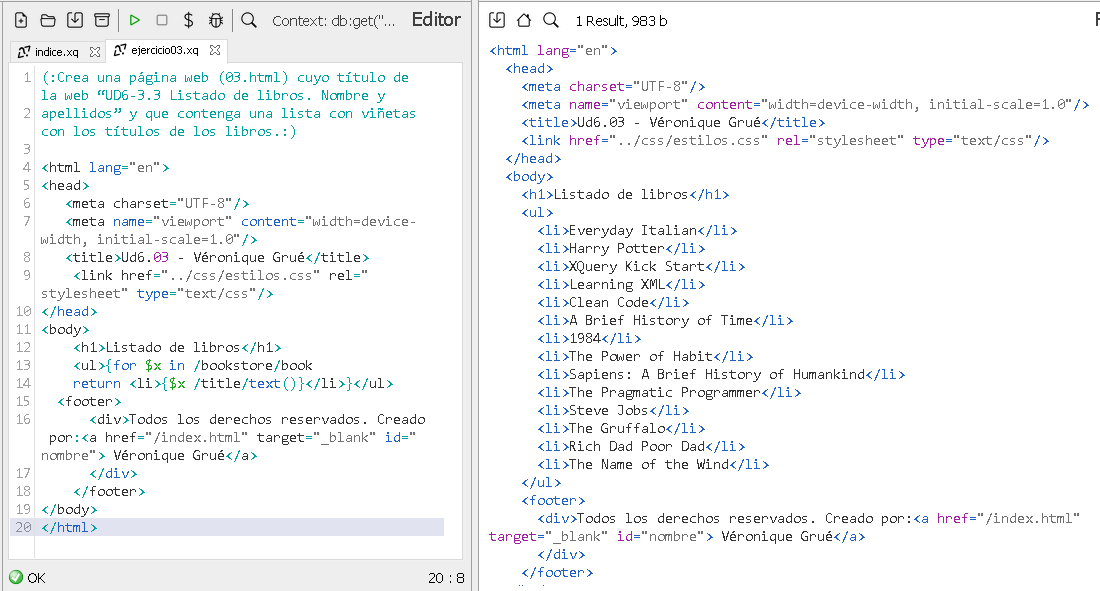 Context: db:get("... Editor
indice.xq ejercicio03.xq
1 (:Crea una página web (03.html) cuyo título de
la web “UD6-3.3 Listado de libros. Nombre y
2 apellidos” y que contenga una lista con viñetas
con los títulos de los libros.:)
3
4 <html lang="en">
5 <head>
6 <meta charset="UTF-8"/>
7 <meta name="viewport" content="width=device-
width, initial-scale=1.0"/>
8 <title>Ud6.03 - Véronique Grué</title>
9 <link href="../css/estilos.css" rel="
stylesheet" type="text/css"/>
10 </head>
11 <body>
12 <h1>Listado de libros</h1>
13 <ul>{for $x in /bookstore/book
14 return <li>{$x /title/text()}</li>}</ul>
15 <footer>
16 <div>Todos los derechos reservados. Creado
por:<a href="/index.html" target="_blank" id="
nombre"> Véronique Grué</a>
17 </div>
18 </footer>
19 </body>
20 </html>
OK 20 : 8
1 Result, 983 b
<html lang="en">
<head>
<meta charset="UTF-8"/>
<meta name="viewport" content="width=device-width, initial-scale=1.0"/>
<title>Ud6.03 - Véronique Grué</title>
<link href="../css/estilos.css" rel="stylesheet" type="text/css"/>
</head>
<body>
<h1>Listado de libros</h1>
<ul>
<li>Everyday Italian</li>
<li>Harry Potter</li>
<li>XQuery Kick Start</li>
<li>Learning XML</li>
<li>Clean Code</li>
<li>A Brief History of Time</li>
<li>1984</li>
<li>The Power of Habit</li>
<li>Sapiens: A Brief History of Humankind</li>
<li>The Pragmatic Programmer</li>
<li>Steve Jobs</li>
<li>The Gruffalo</li>
<li>Rich Dad Poor Dad</li>
<li>The Name of the Wind</li>
</ul>
<footer>
<div>Todos los derechos reservados. Creado por:<a href="/index.html"
target="_blank" id="nombre"> Véronique Grué</a>
</div>
</footer>